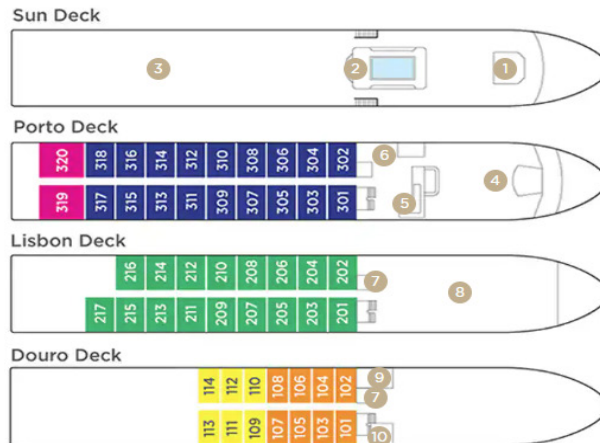 Sun Deck
3 2 1
Porto Deck
320 318 316 314 312 310 308 306 304 302 6
4
319 317 315 313 311 309 307 305 303 301 5
Lisbon Deck
216 214 212 210 208 206 204 202 7 8
217 215 213 211 209 207 205 203 201
Douro Deck
114 112 110 108 106 104 102 9
7
113 111 109 107 105 103 101 10